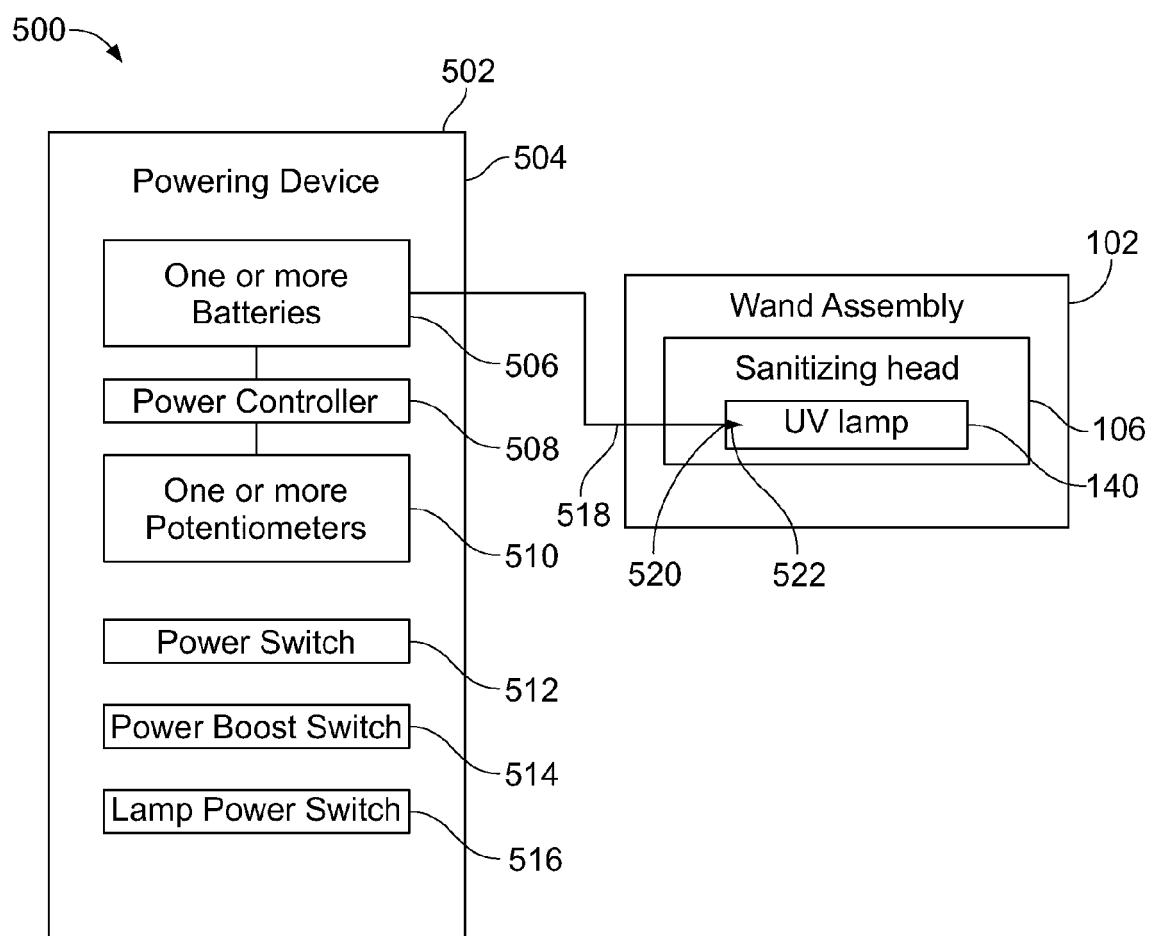 500
502
504
Powering Device
One or more
Batteries
506
Power Controller
508
One or more
Potentiometers
510
Power Switch
512
Power Boost Switch
514
Lamp Power Switch
516
102
Wand Assembly
Sanitizing head
UV lamp
106
140
518
520
522